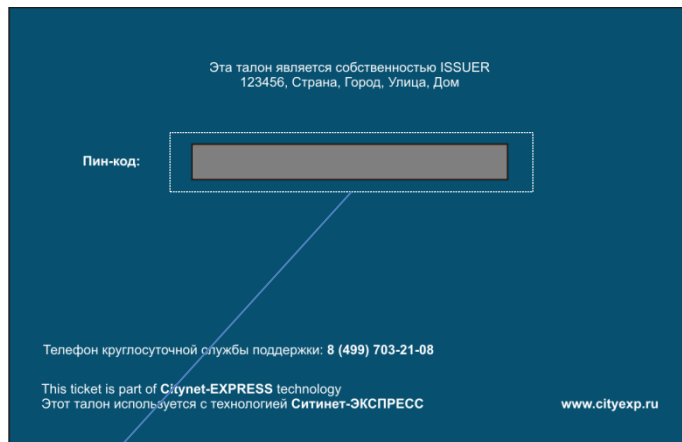 Эта талон является собственностью ISSUER
123456, Страна, Город, Улица, Дом
Пин-код:
Телефон круглосуточной службы поддержки: 8 (499) 703-21-08
This ticket is part of Citynet-EXPRESS technology
Этот талон используется с технологией Ситинет-ЭКСПРЕСС
www.cityexp.ru